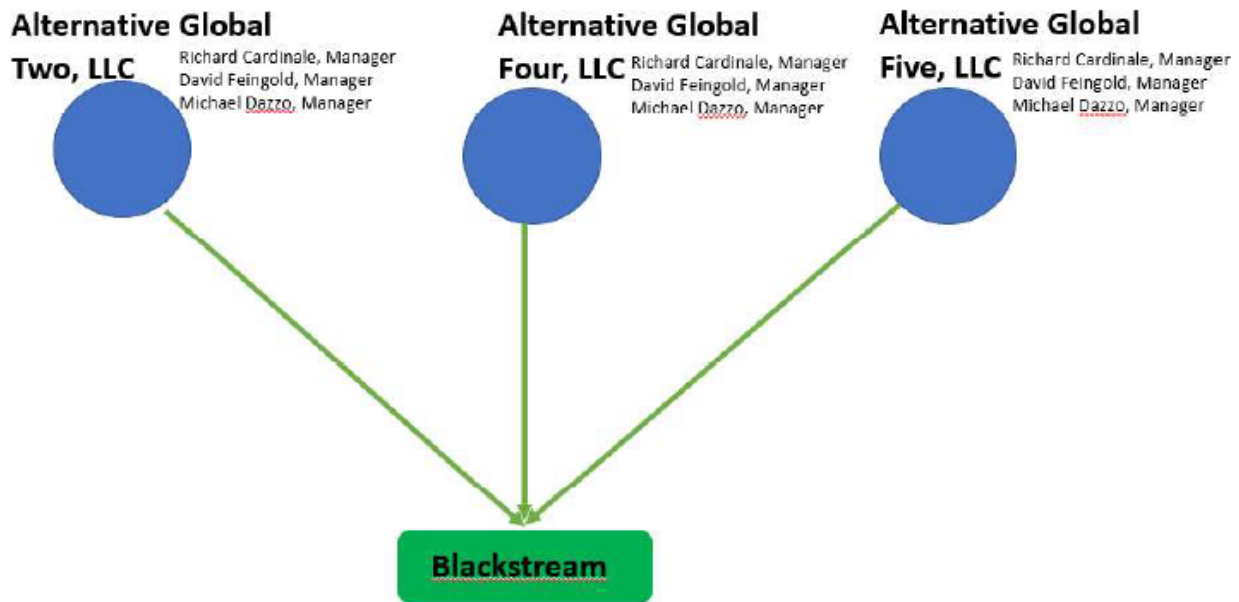 Alternative Global
Two, LLC
Richard Cardinale, Manager
David Feingold, Manager
Michael Dazzo, Manager
Alternative Global
Four, LLC
Richard Cardinale, Manager
David Feingold, Manager
Michael Dazzo, Manager
Alternative Global
Five, LLC
Richard Cardinale, Manager
David Feingold, Manager
Michael Dazzo, Manager
Blackstream